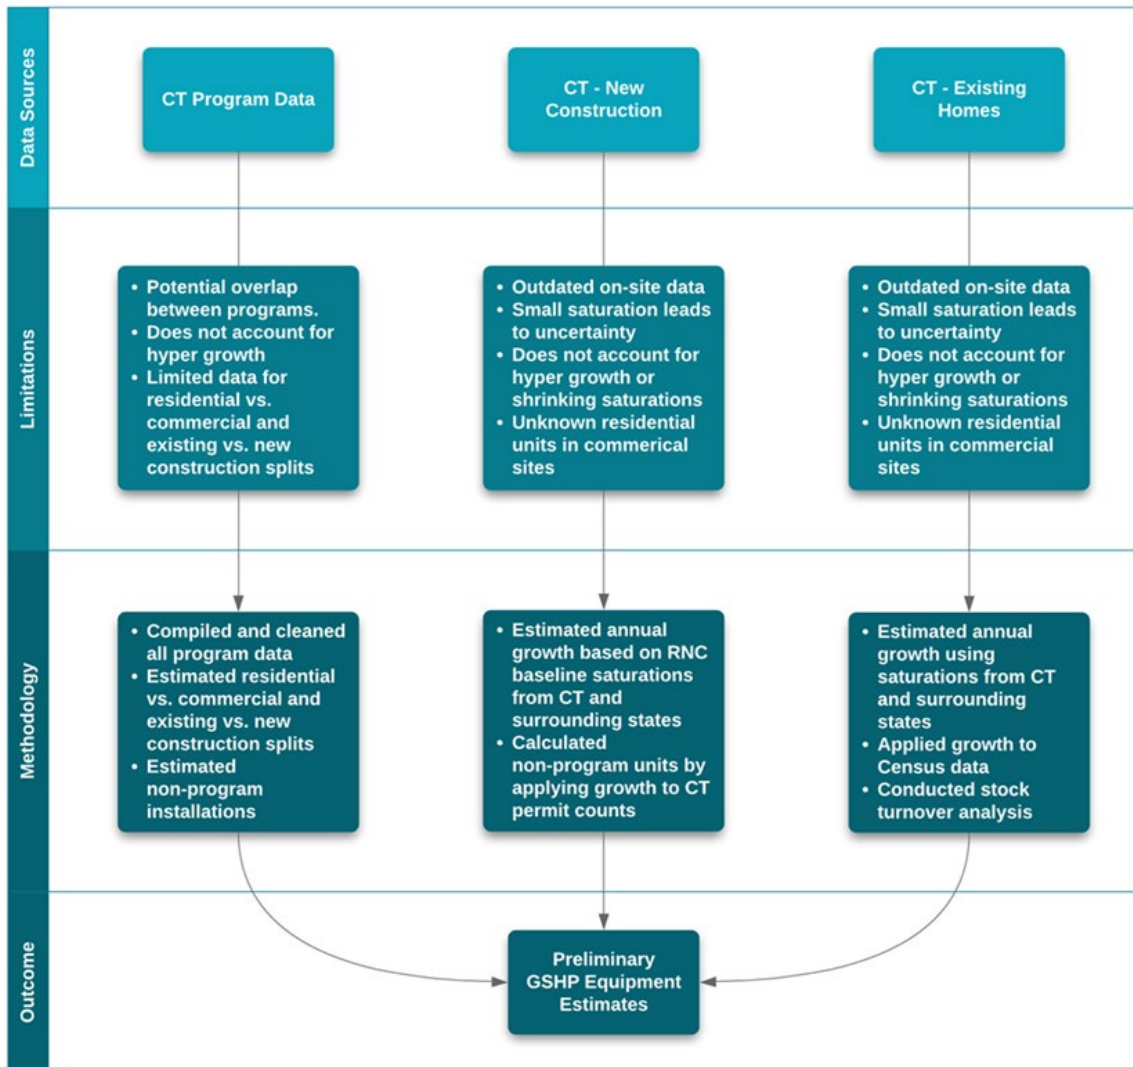 Data Sources
CT Program Data
CT - New
Construction
CT - Existing
Homes
Limitations
• Potential overlap
between programs.
• Does not account for
hyper growth
• Limited data for
residential vs.
commercial and
existing vs. new
construction splits
• Outdated on-site data
• Small saturation leads
to uncertainty
• Does not account for
hyper growth or
shrinking saturations
• Unknown residential
units in commerical
sites
• Outdated on-site data
• Small saturation leads
to uncertainty
• Does not account for
hyper growth or
shrinking saturations
• Unknown residential
units in commercial
sites
Methodology
• Compiled and cleaned
all program data
• Estimated residential
vs. commercial and
existing vs. new
construction splits
• Estimated
non-program
installations
• Estimated annual
growth based on RNC
baseline saturations
from CT and
surrounding states
• Calculated
non-program units by
applying growth to CT
permit counts
• Estimated annual
growth using
saturations from CT
and surrounding
states
• Applied growth to
Census data
• Conducted stock
turnover analysis
Outcome
Preliminary
GSHP Equipment
Estimates